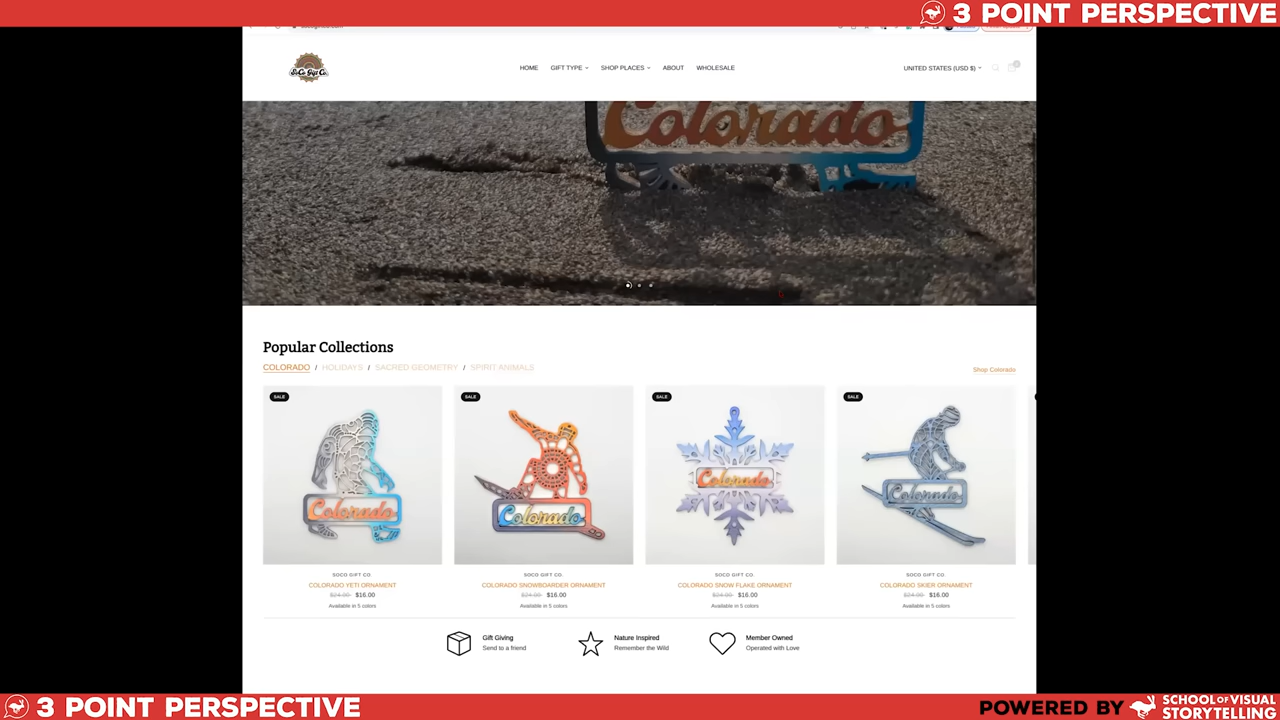 3 POINT PERSPECTIVE
SoCo Gift Co.
HOME GIFT TYPE SHOP PLACES ABOUT WHOLESALE
UNITED STATES (USD $)
Colorado
Popular Collections
COLORADO / HOLIDAYS / SACRED GEOMETRY / SPIRIT ANIMALS
Shop Colorado
SALE SALE SALE SALE
Colorado Colorado Colorado Colorado
SOCO GIFT CO. SOCO GIFT CO. SOCO GIFT CO. SOCO GIFT CO.
COLORADO YETI ORNAMENT COLORADO SNOWBOARDER ORNAMENT COLORADO SNOW FLAKE ORNAMENT COLORADO SKIER ORNAMENT
$24.00 $16.00 $24.00 $16.00 $24.00 $16.00 $24.00 $16.00
Available in 5 colors Available in 5 colors Available in 5 colors Available in 5 colors
Gift Giving Nature Inspired Member Owned
Send to a friend Remember the Wild Operated with Love
3 POINT PERSPECTIVE
POWERED BY SCHOOL OF VISUAL STORYTELLING